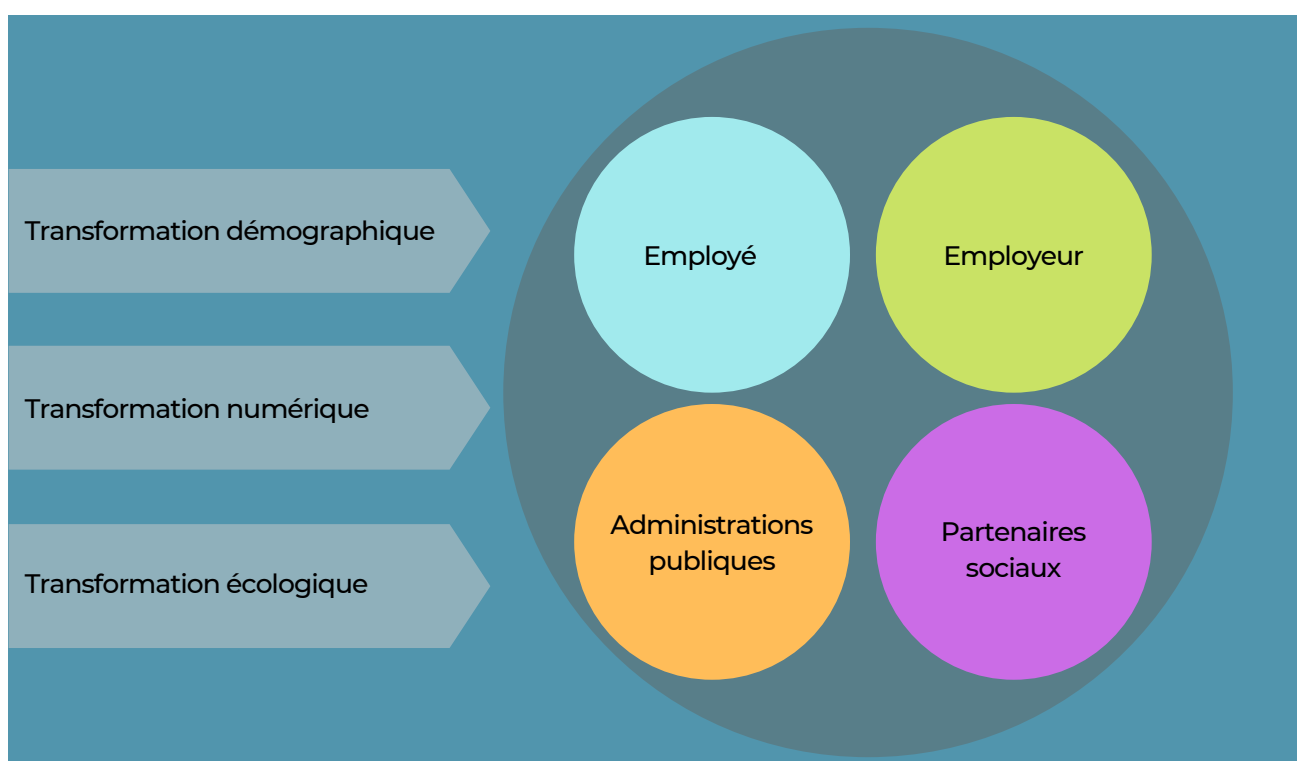 Transformation démographique
Transformation numérique
Transformation écologique
Employé
Employeur
Administrations
publiques
Partenaires
sociaux